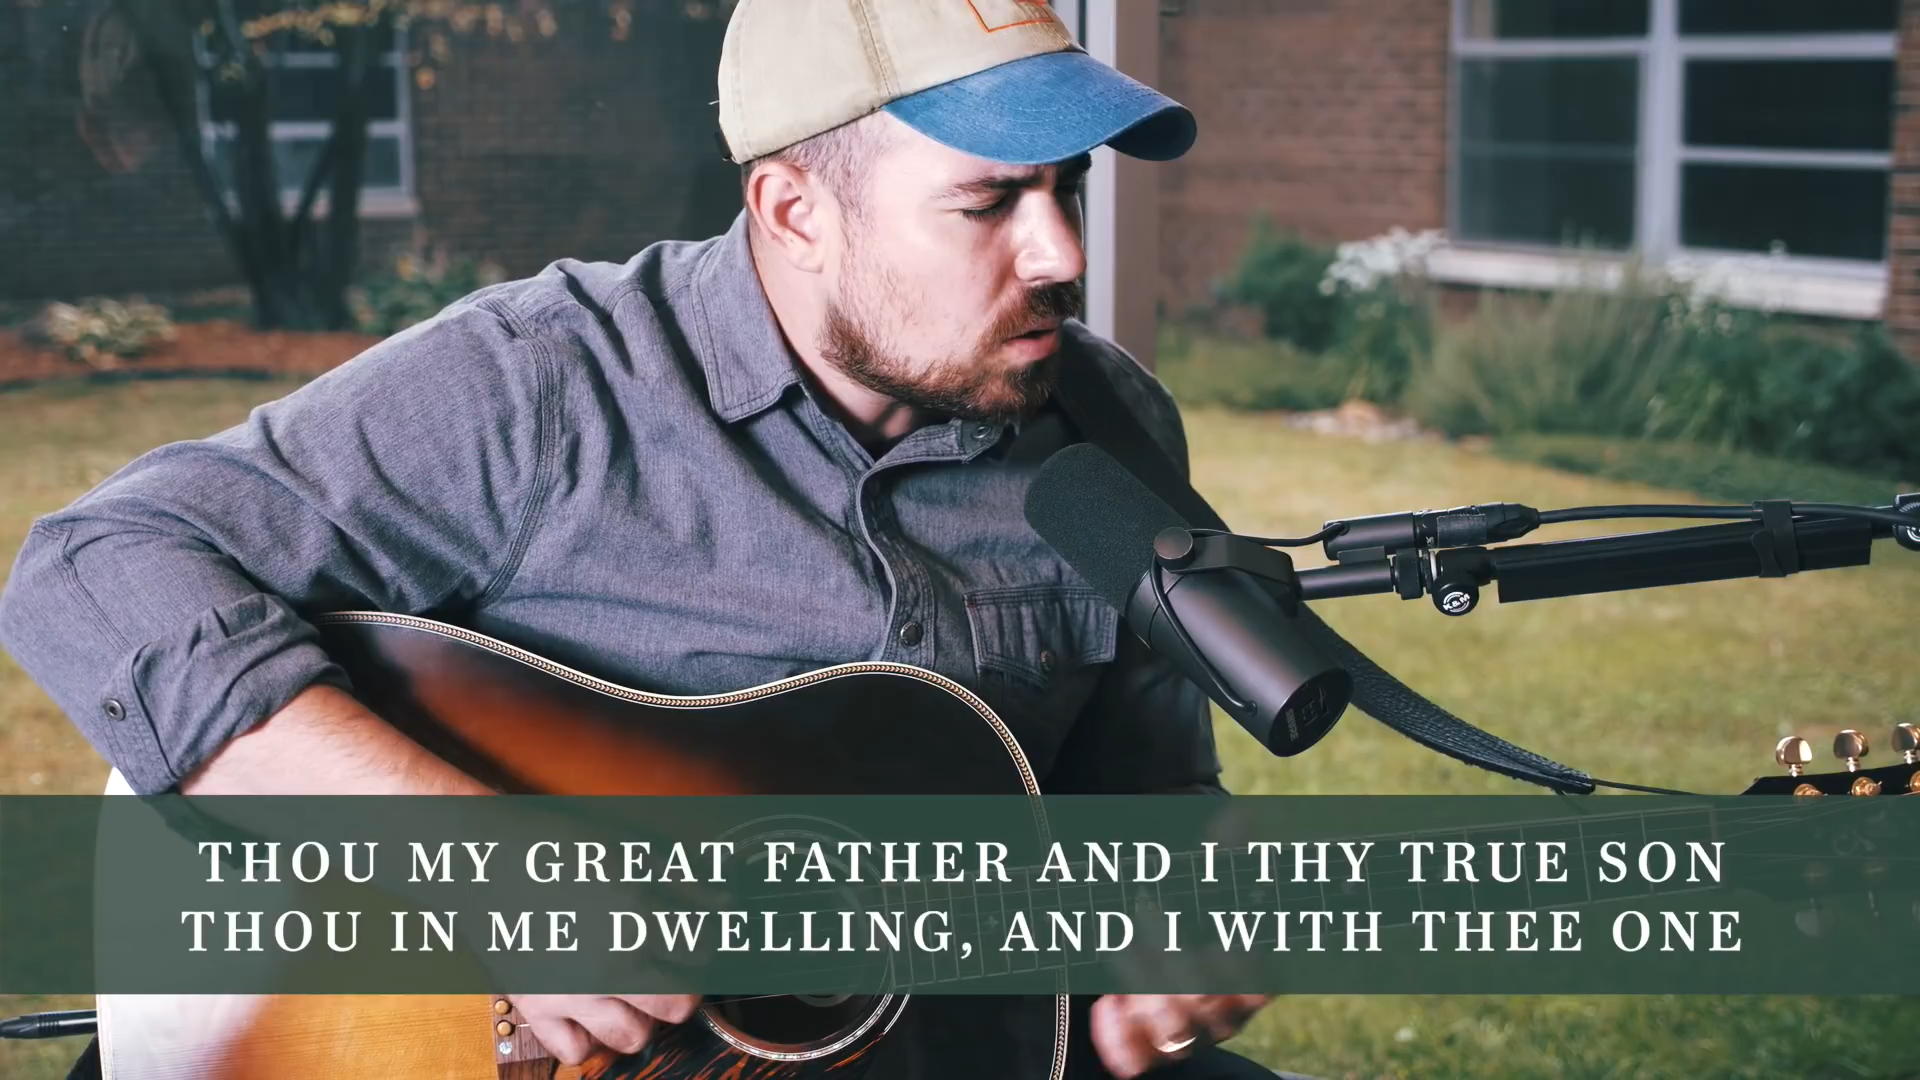 THOU MY GREAT FATHER AND I THY TRUE SON
THOU IN ME DWELLING, AND I WITH THEE ONE
K&M